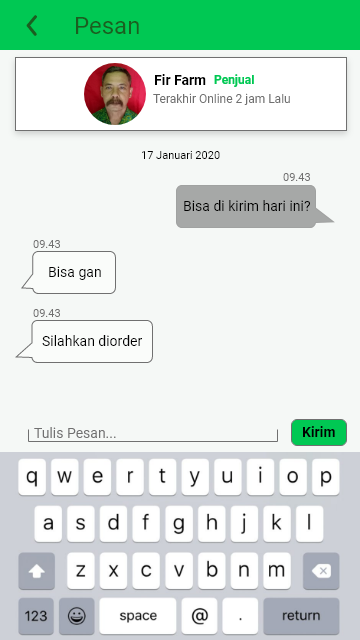 Pesan
Fir Farm Penjual
Terakhir Online 2 jam Lalu
17 Januari 2020
09.43
Bisa di kirim hari ini?
09.43
Bisa gan
09.43
Silahkan diorder
Tulis Pesan... Kirim
q w e r t y u i o p
a s d f g h j k l
z x c v b n m
123 space @ . return